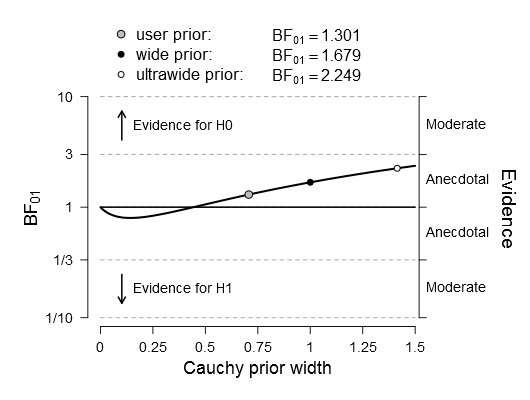 user prior: BF01 = 1.301
wide prior: BF01 = 1.679
ultrawide prior: BF01 = 2.249
10
3
1
1/3
1/10
BF01
Evidence for H0
Evidence for H1
Moderate
Anecdotal
Anecdotal
Moderate
Evidence
0 0.25 0.5 0.75 1 1.25 1.5
Cauchy prior width